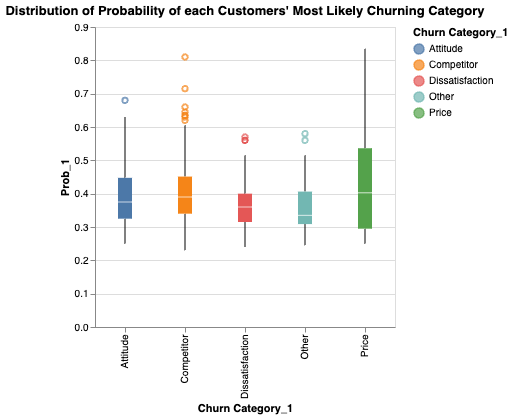 Distribution of Probability of each Customers' Most Likely Churning Category
Churn Category_1
Attitude
Competitor
Dissatisfaction
Other
Price
0.9
0.8
0.7
0.6
0.5
0.4
0.3
0.2
0.1
0.0
Prob_1
Attitude
Competitor
Dissatisfaction
Other
Price
Churn Category_1